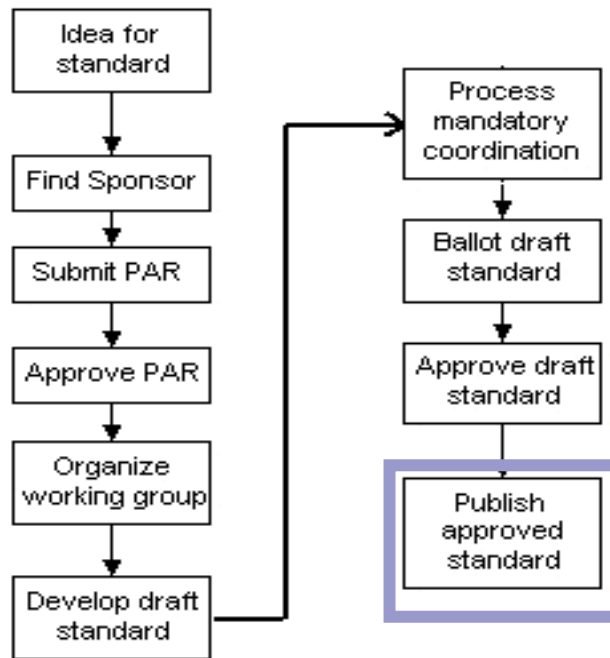 Idea for
standard
Find Sponsor
Submit PAR
Approve PAR
Organize
working group
Develop draft
standard
Process
mandatory
coordination
Ballot draft
standard
Approve draft
standard
Publish
approved
standard